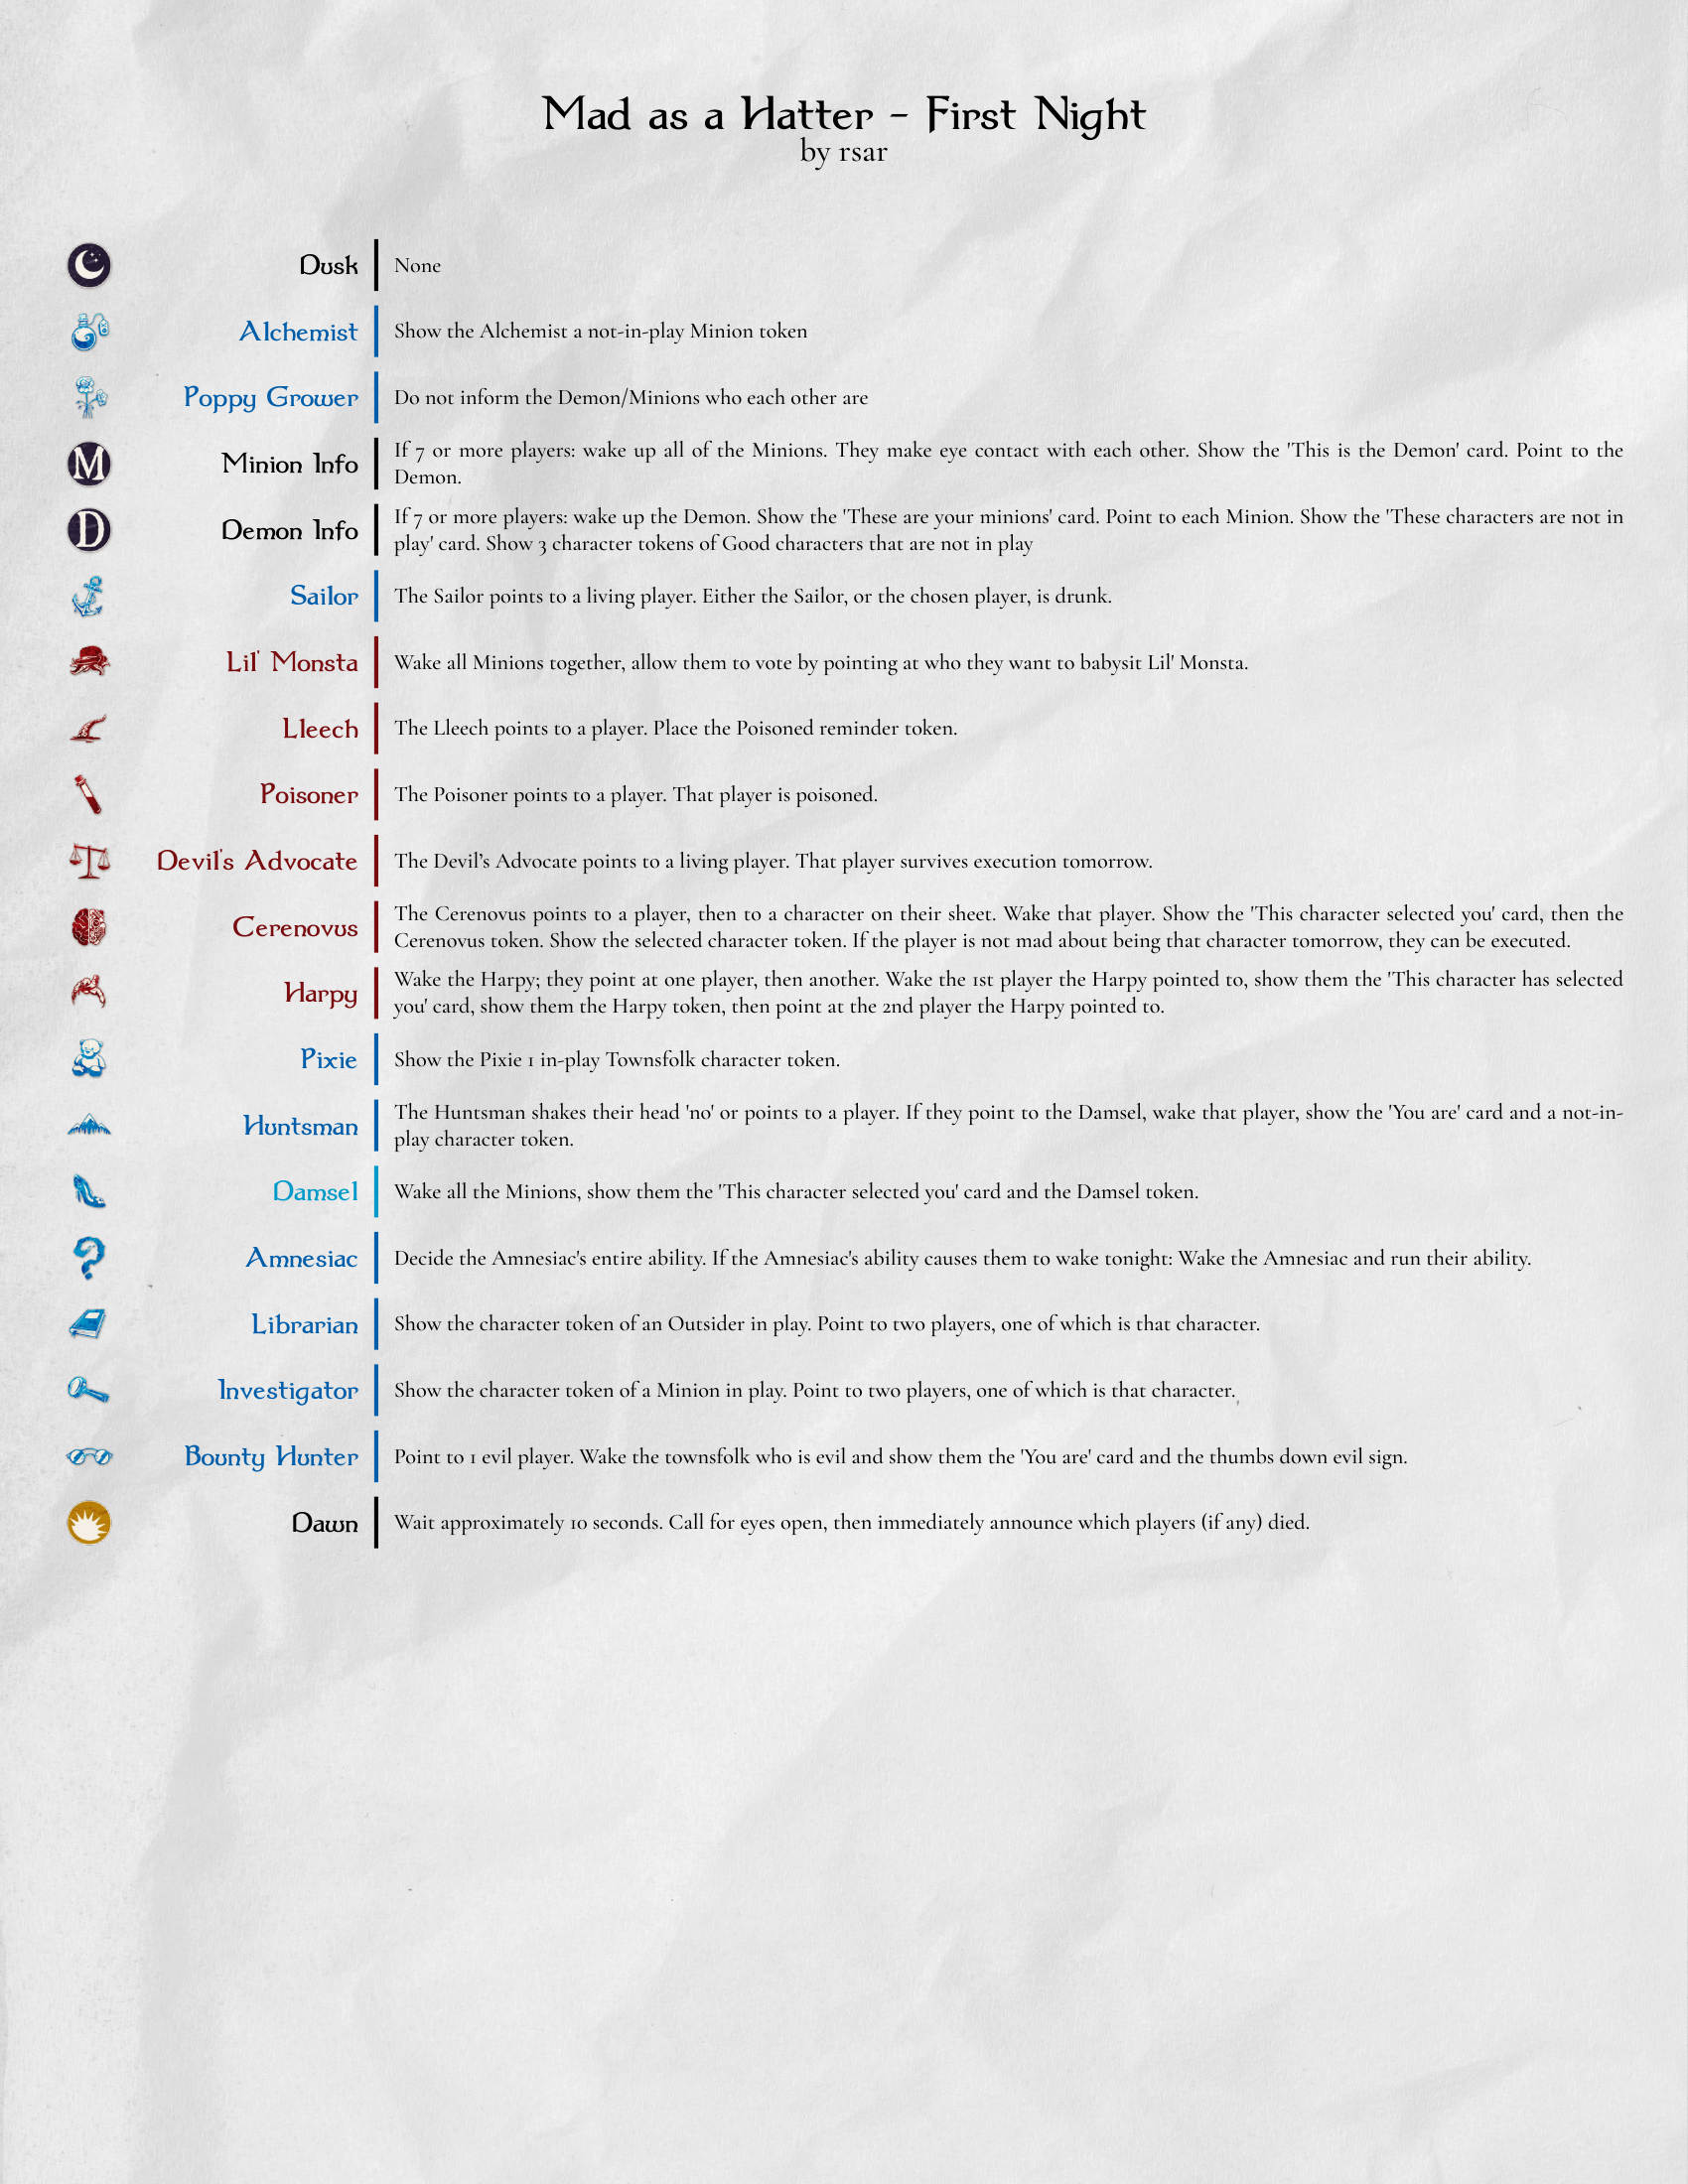 Mad as a Hatter - First Night
by rsar
Dusk
None
Alchemist
Show the Alchemist a not-in-play Minion token
Poppy Grower
Do not inform the Demon/Minions who each other are
M
Minion Info
If 7 or more players: wake up all of the Minions. They make eye contact with each other. Show the 'This is the Demon' card. Point to the
Demon.
D
Demon Info
If 7 or more players: wake up the Demon. Show the 'These are your minions' card. Point to each Minion. Show the 'These characters are not in
play' card. Show 3 character tokens of Good characters that are not in play
Sailor
The Sailor points to a living player. Either the Sailor, or the chosen player, is drunk.
Lil' Monsta
Wake all Minions together, allow them to vote by pointing at who they want to babysit Lil' Monsta.
Lleech
The Lleech points to a player. Place the Poisoned reminder token.
Poisoner
The Poisoner points to a player. That player is poisoned.
Devil's Advocate
The Devil’s Advocate points to a living player. That player survives execution tomorrow.
Cerenovus
The Cerenovus points to a player, then to a character on their sheet. Wake that player. Show the 'This character selected you' card, then the
Cerenovus token. Show the selected character token. If the player is not mad about being that character tomorrow, they can be executed.
Harpy
Wake the Harpy; they point at one player, then another. Wake the 1st player the Harpy pointed to, show them the 'This character has selected
you' card, show them the Harpy token, then point at the 2nd player the Harpy pointed to.
Pixie
Show the Pixie 1 in-play Townsfolk character token.
Huntsman
The Huntsman shakes their head 'no' or points to a player. If they point to the Damsel, wake that player, show the 'You are' card and a not-in-
play character token.
Damsel
Wake all the Minions, show them the 'This character selected you' card and the Damsel token.
Amnesiac
Decide the Amnesiac's entire ability. If the Amnesiac's ability causes them to wake tonight: Wake the Amnesiac and run their ability.
Librarian
Show the character token of an Outsider in play. Point to two players, one of which is that character.
Investigator
Show the character token of a Minion in play. Point to two players, one of which is that character.
Bounty Hunter
Point to 1 evil player. Wake the townsfolk who is evil and show them the 'You are' card and the thumbs down evil sign.
Dawn
Wait approximately 10 seconds. Call for eyes open, then immediately announce which players (if any) died.